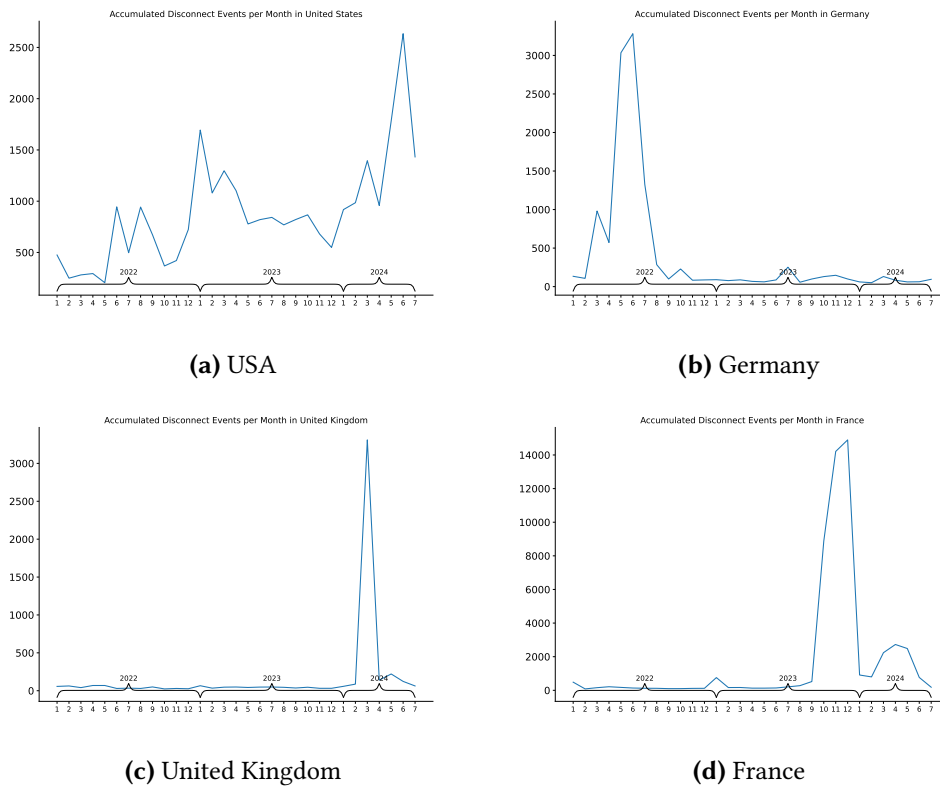 Accumulated Disconnect Events per Month in United States
2500
2000
1500
1000
500
2022 2023 2024
1 2 3 4 5 6 7 8 9 10 11 12 1 2 3 4 5 6 7 8 9 10 11 12 1 2 3 4 5 6 7
(a) USA
Accumulated Disconnect Events per Month in Germany
3000
2500
2000
1500
1000
500
0
2022 2023 2024
1 2 3 4 5 6 7 8 9 10 11 12 1 2 3 4 5 6 7 8 9 10 11 12 1 2 3 4 5 6 7
(b) Germany
Accumulated Disconnect Events per Month in United Kingdom
3000
2500
2000
1500
1000
500
0
2022 2023 2024
1 2 3 4 5 6 7 8 9 10 11 12 1 2 3 4 5 6 7 8 9 10 11 12 1 2 3 4 5 6 7
(c) United Kingdom
Accumulated Disconnect Events per Month in France
14000
12000
10000
8000
6000
4000
2000
0
2022 2023 2024
1 2 3 4 5 6 7 8 9 10 11 12 1 2 3 4 5 6 7 8 9 10 11 12 1 2 3 4 5 6 7
(d) France